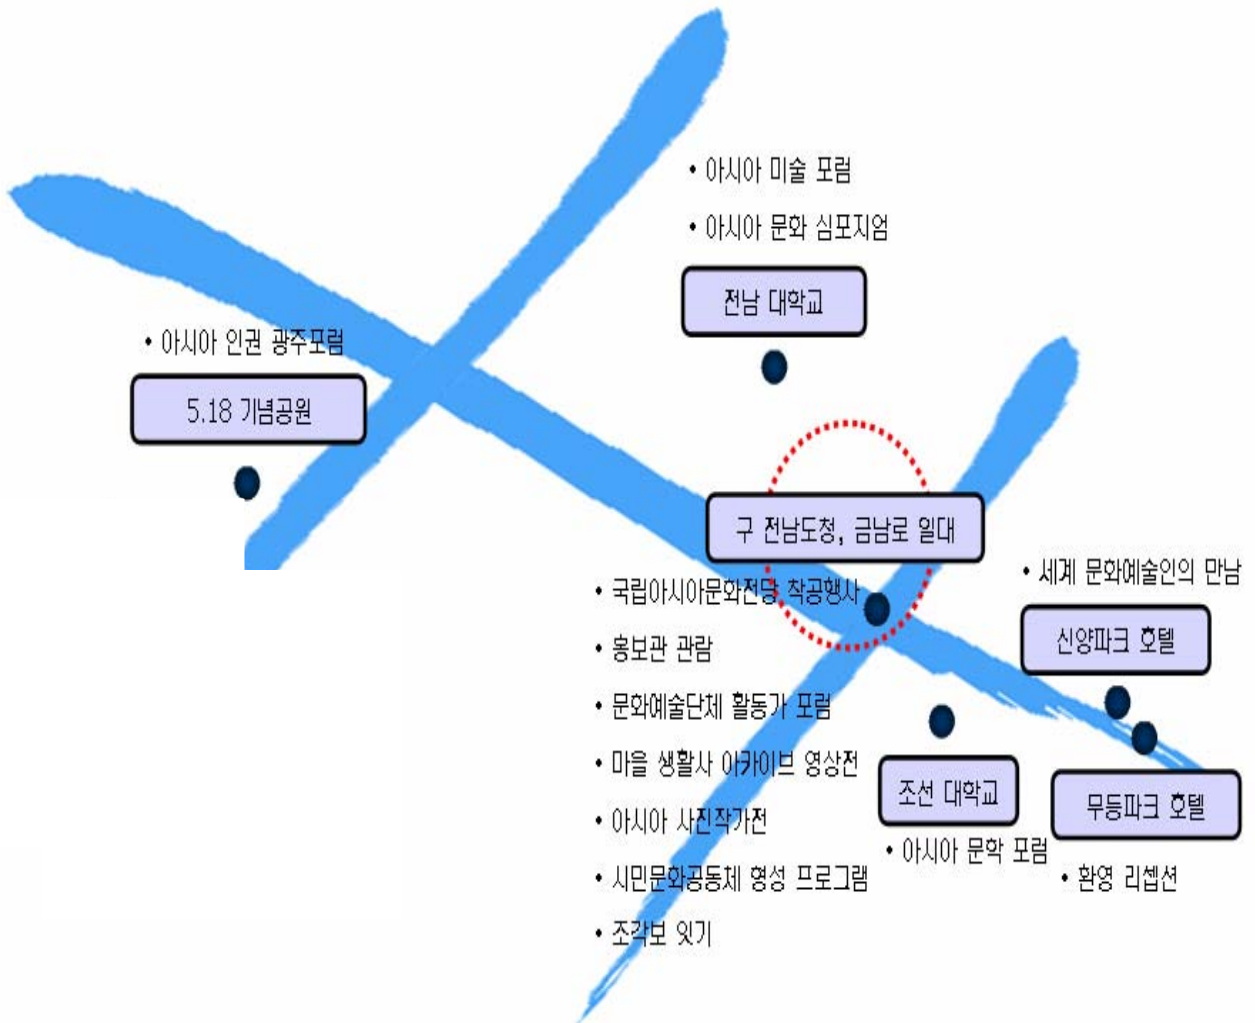 • 아시아 미술 포럼
• 아시아 문화 심포지엄
전남 대학교
• 아시아 인권 광주포럼
5.18 기념공원
구 전남도청, 금남로 일대
• 국립아시아문화전당 착공행사
• 홍보관 관람
• 문화예술단체 활동가 포럼
• 마을 생활사 아카이브 영상전
• 아시아 사진작가전
• 시민문화공동체 형성 프로그램
• 조각보 잇기
• 세계 문화예술인의 만남
신양파크 호텔
조선 대학교
• 아시아 문학 포럼
무등파크 호텔
• 환영 리셉션